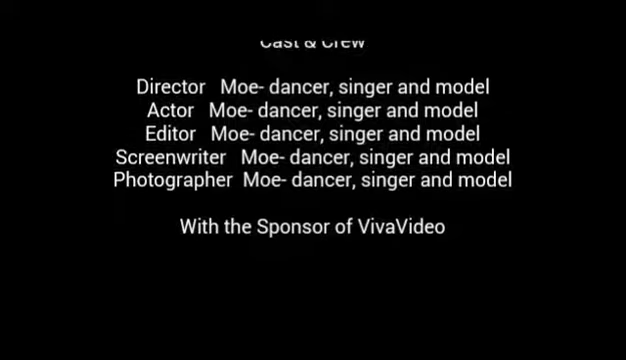 Cast & Crew
Director Moe- dancer, singer and model
Actor Moe- dancer, singer and model
Editor Moe- dancer, singer and model
Screenwriter Moe- dancer, singer and model
Photographer Moe- dancer, singer and model
With the Sponsor of VivaVideo